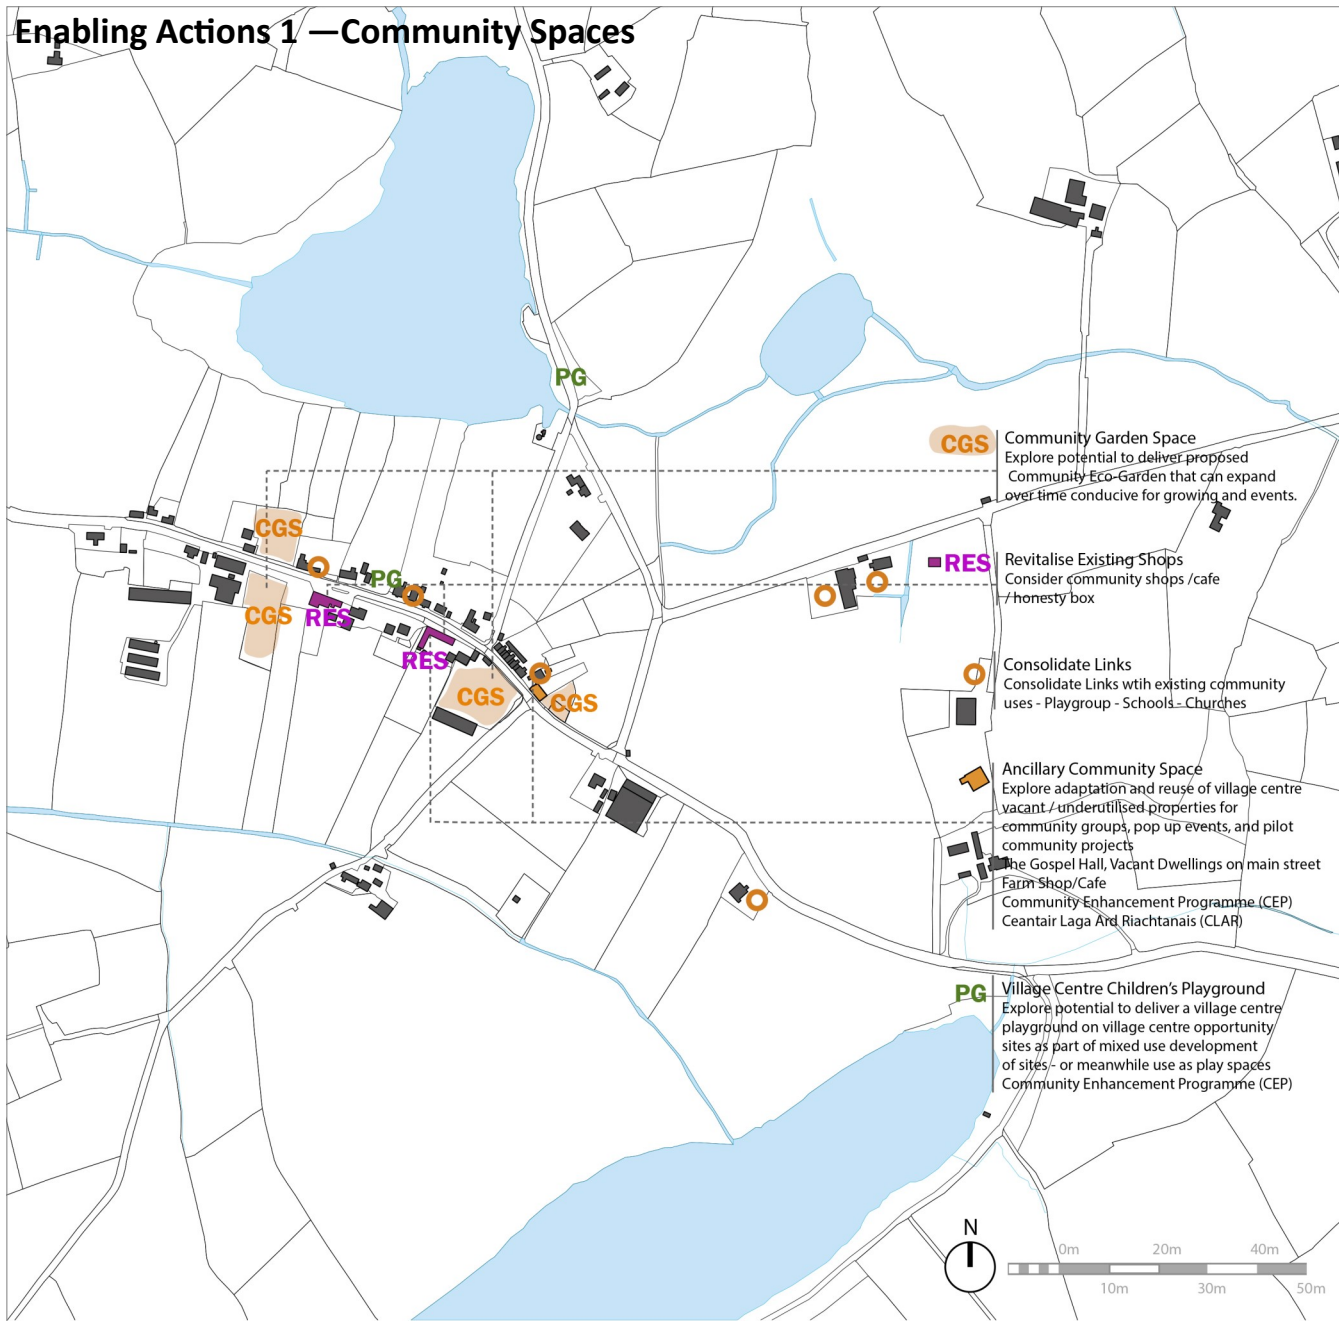 Enabling Actions 1 —Community Spaces
PG
CGS
Community Garden Space
Explore potential to deliver proposed
Community Eco-Garden that can expand
over time conducive for growing and events.
CGS
RES
Revitilise Existing Shops
Consider community shops /cafe
/ honesty box
PG
CGS
RES
RES
Consolidate Links
Consolidate Links wtih existing community
uses - Playgroup - Schools - Churches
CGS
CGS
Ancillary Community Space
Explore adaptation and reuse of village centre
vacant / underutilised properties for
community groups, pop up events, and pilot
community projects
The Gospel Hall, Vacant Dwellings on main street
Farm Shop/Cafe
Community Enhancement Programme (CEP)
Ceantair Laga Ard Riachtanais (CLAR)
PG
Village Centre Children's Playground
Explore potential to deliver a village centre
playground on village centre opportunity
sites as part of mixed use development
of sites - or meanwhile use as play spaces
Community Enhancement Programme (CEP)
N
0m 20m 40m
10m 30m 50m